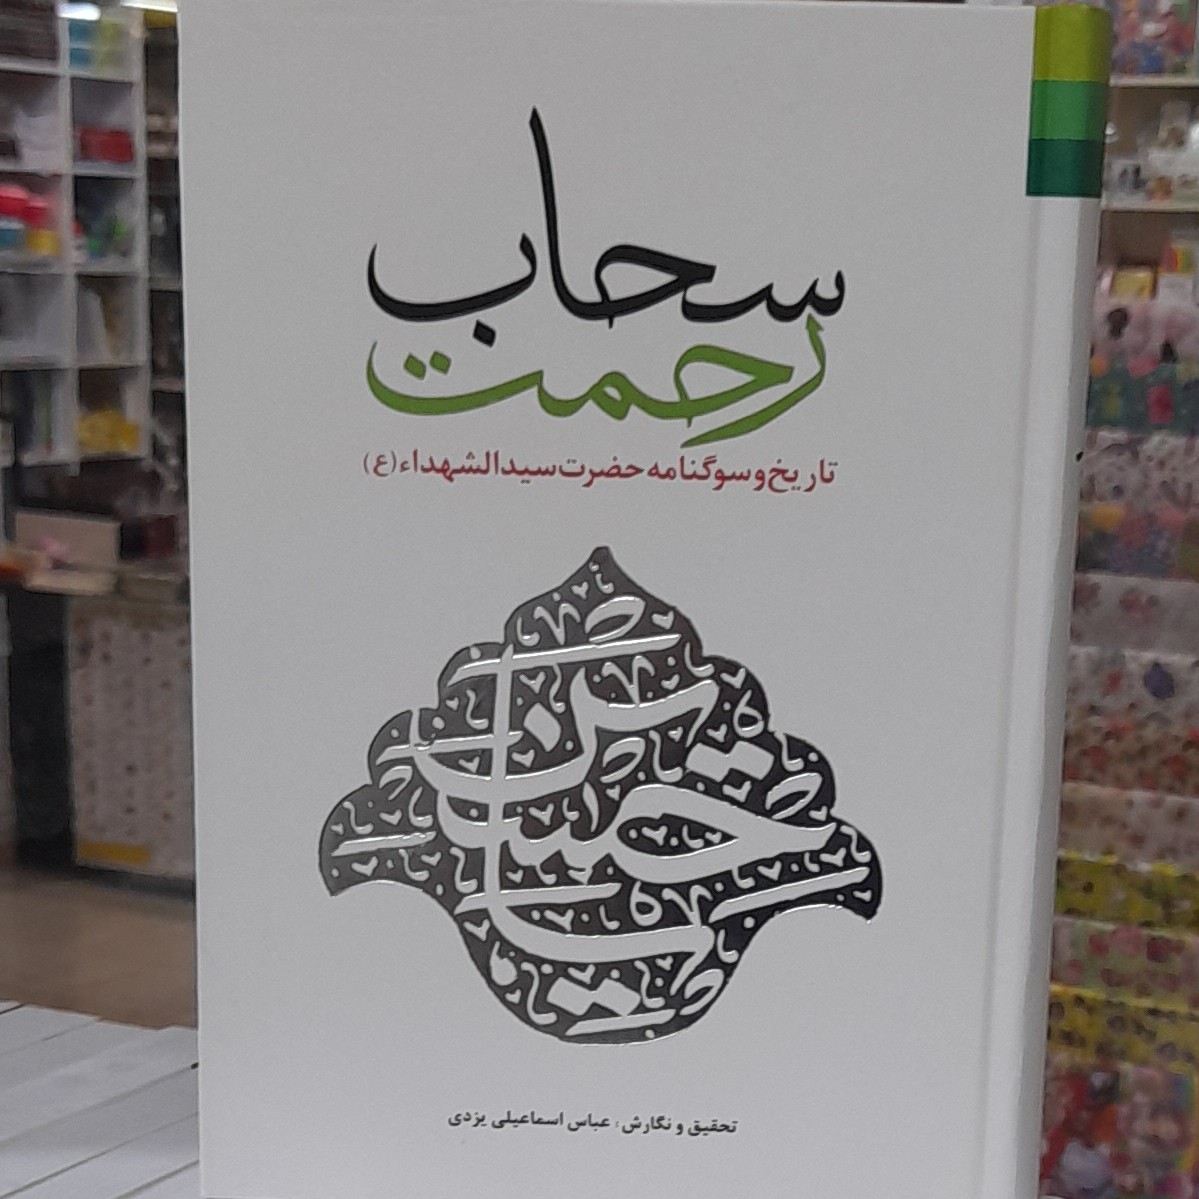 سحاب
رحمت
تاریخ و سوگنامه حضرت سیدالشهداء (ع)
تحقیق و نگارش: عباس اسماعیلی یزدی